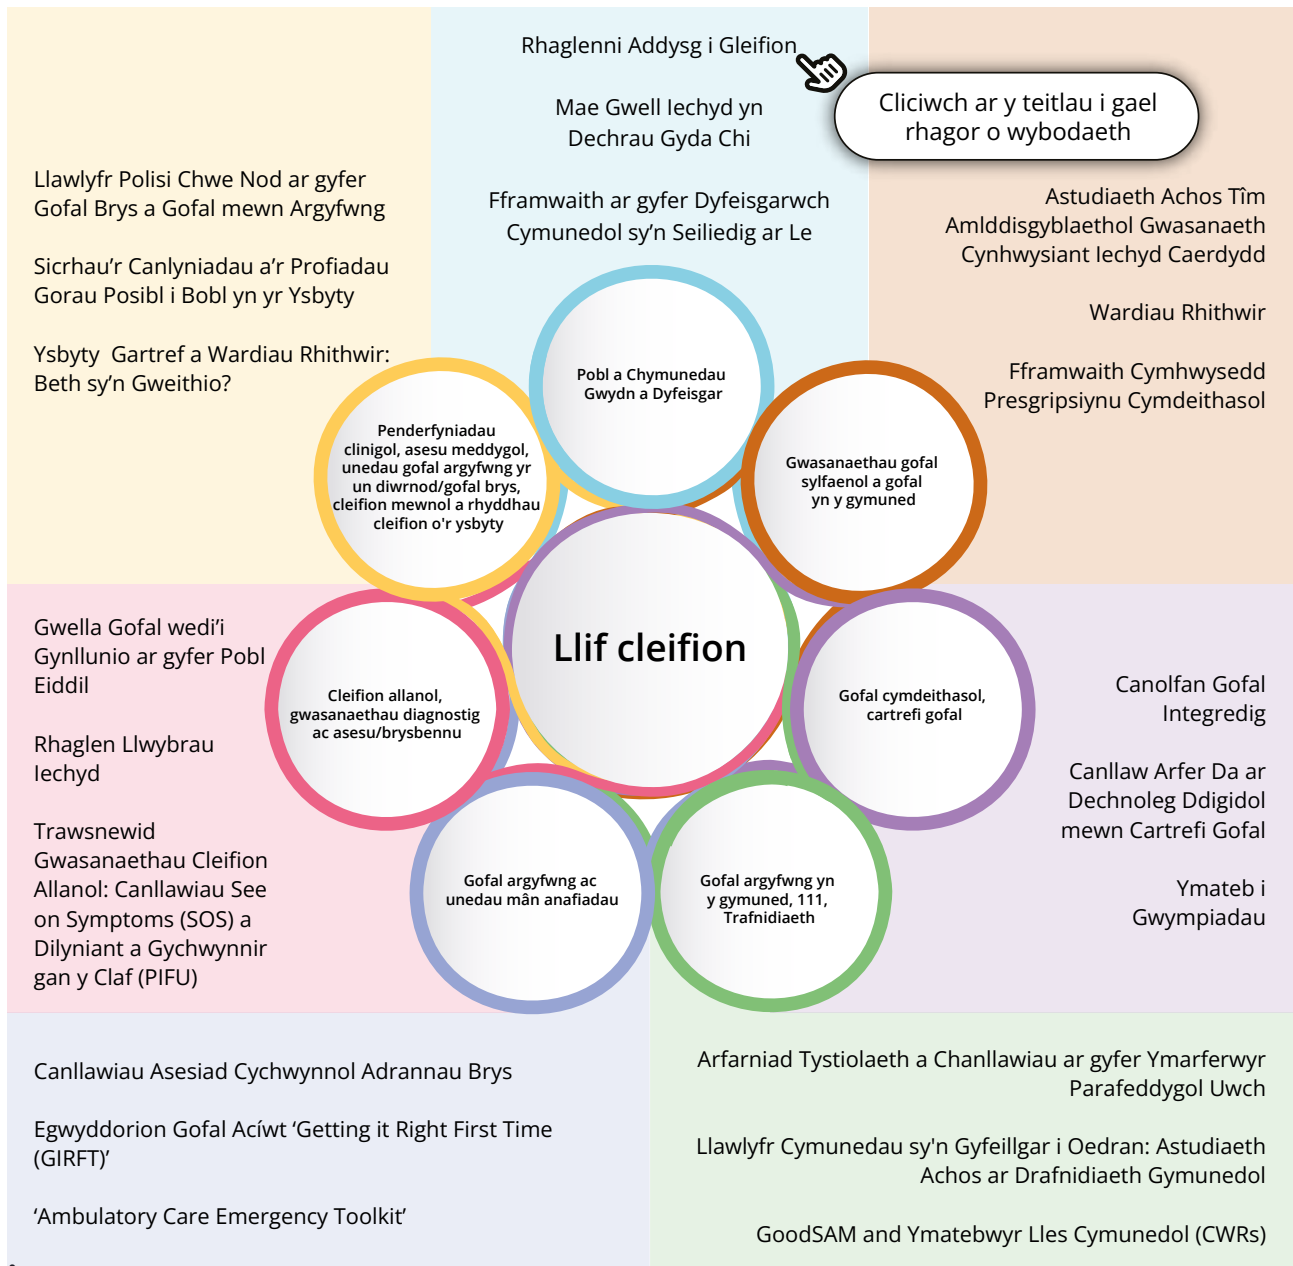 Rhaglenni Addysg i Gleifion
Mae Gwell Iechyd yn
Dechrau Gyda Chi
Fframwaith ar gyfer Dyfeisgarwch
Cymunedol sy’n Seiliedig ar Le
Cliciwch ar y teitlau i gael
rhagor o wybodaeth
Llawlyfr Polisi Chwe Nod ar gyfer
Gofal Brys a Gofal mewn Argyfwng
Sicrhau’r Canlyniadau a’r Profiadau
Gorau Posibl i Bobl yn yr Ysbyty
Ysbyty Gartref a Wardiau Rhithwir:
Beth sy’n Gweithio?
Astudiaeth Achos Tîm
Amlddisgyblaethol Gwasanaeth
Cynhwysiant Iechyd Caerdydd
Wardiau Rhithwir
Fframwaith Cymhwysedd
Presgripsiynu Cymdeithasol
Pobl a Chymunedau
Gwydn a Dyfeisgar
Penderfyniadau
clinigol, asesu meddygol,
unedau gofal argyfwng yr
un diwrnod/gofal brys,
cleifion mewnol a rhyddhau
cleifion o'r ysbyty
Gwasanaethau gofal
sylfaenol a gofal
yn y gymuned
Llif cleifion
Cleifion allanol,
gwasanaethau diagnostig
ac asesu/brysbennu
Gofal cymdeithasol,
cartrefi gofal
Gofal argyfwng ac
unedau mân anafiadau
Gofal argyfwng yn
y gymuned, 111,
Trafnidiaeth
Gwella Gofal wedi’i
Gynllunio ar gyfer Pobl
Eiddil
Rhaglen Llwybrau
Iechyd
Trawsnewid
Gwasanaethau Cleifion
Allanol: Canllawiau See
on Symptoms (SOS) a
Dilyniant a Gychwynnir
gan y Claf (PIFU)
Canolfan Gofal
Integredig
Canllaw Arfer Da ar
Dechnoleg Ddigidol
mewn Cartrefi Gofal
Ymateb i
Gwympiadau
Canllawiau Asesiad Cychwynnol Adrannau Brys
Egwyddorion Gofal Acíwt ‘Getting it Right First Time
(GIRFT)’
‘Ambulatory Care Emergency Toolkit’
Arfarniad Tystiolaeth a Chanllawiau ar gyfer Ymarferwyr
Parafeddygol Uwch
Llawlyfr Cymunedau sy'n Gyfeillgar i Oedran: Astudiaeth
Achos ar Drafnidiaeth Gymunedol
GoodSAM and Ymatebwyr Lles Cymunedol (CWRs)